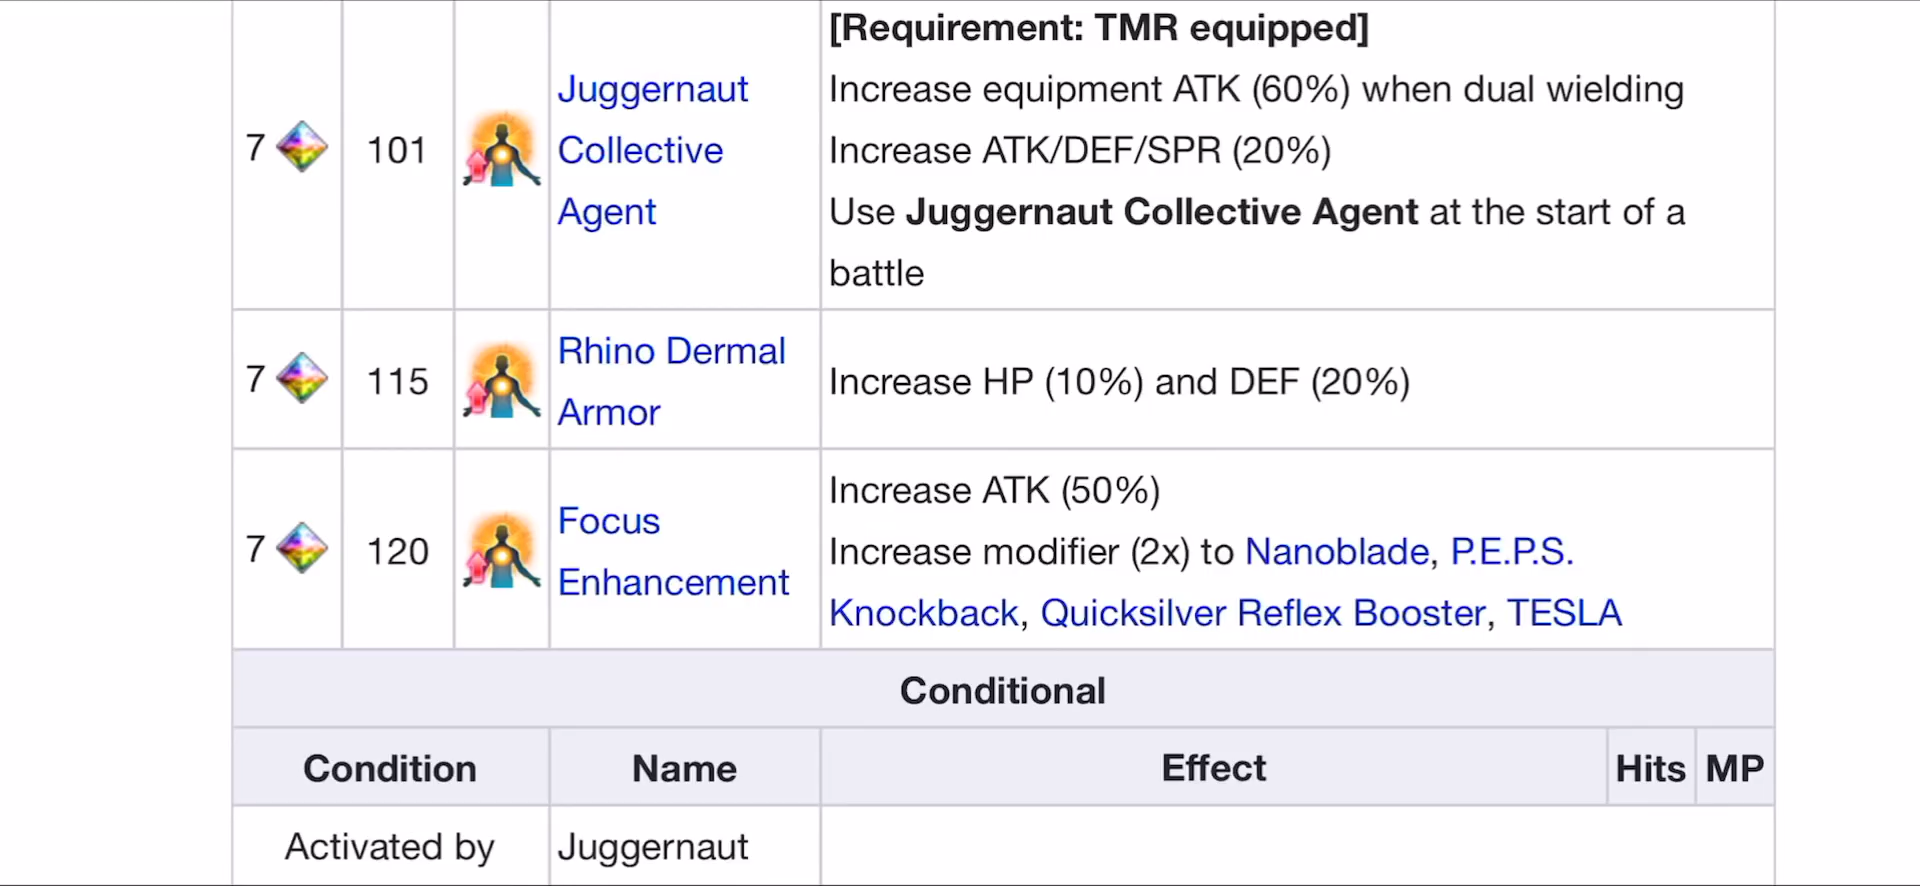 [Requirement: TMR equipped]
7 101 Juggernaut Collective Agent Increase equipment ATK (60%) when dual wielding
Increase ATK/DEF/SPR (20%)
Use Juggernaut Collective Agent at the start of a
battle
7 115 Rhino Dermal Armor Increase HP (10%) and DEF (20%)
7 120 Focus Enhancement Increase ATK (50%)
Increase modifier (2x) to Nanoblade, P.E.P.S.
Knockback, Quicksilver Reflex Booster, TESLA
Conditional
Condition Name Effect Hits MP
Activated by Juggernaut